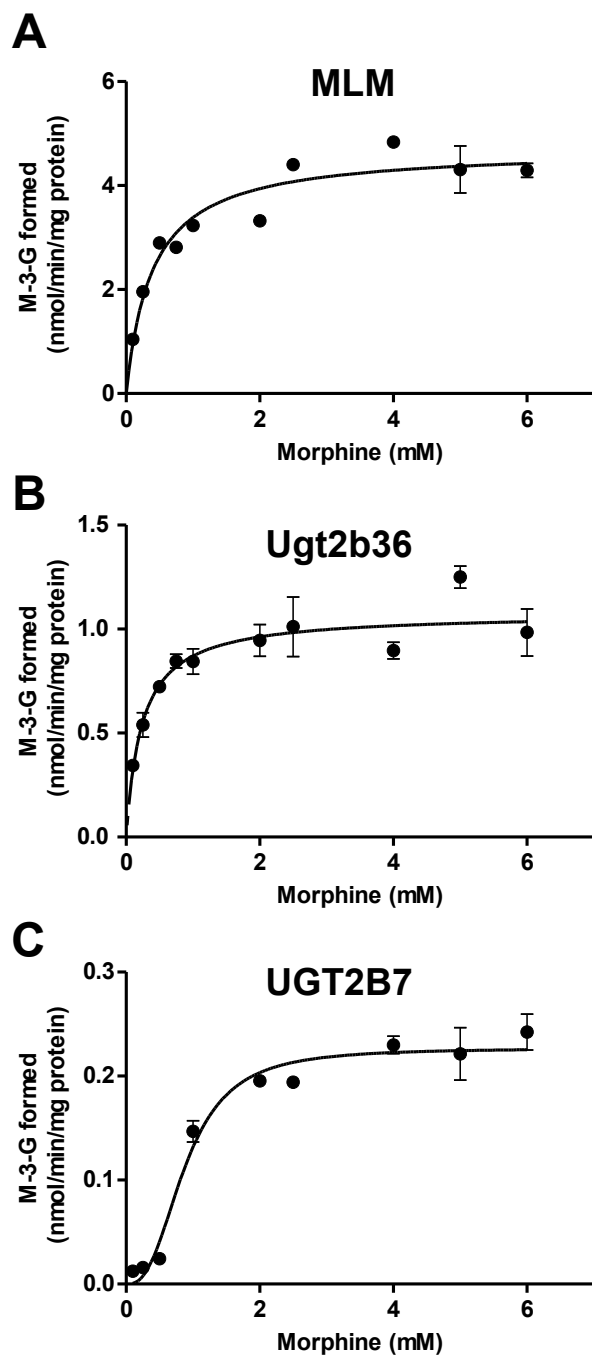 A
MLM
M-3-G formed
(nmol/min/mg protein)
6
4
2
0
0 2 4 6
Morphine (mM)
B
Ugt2b36
M-3-G formed
(nmol/min/mg protein)
1.5
1.0
0.5
0.0
0 2 4 6
Morphine (mM)
C
UGT2B7
M-3-G formed
(nmol/min/mg protein)
0.3
0.2
0.1
0.0
0 2 4 6
Morphine (mM)